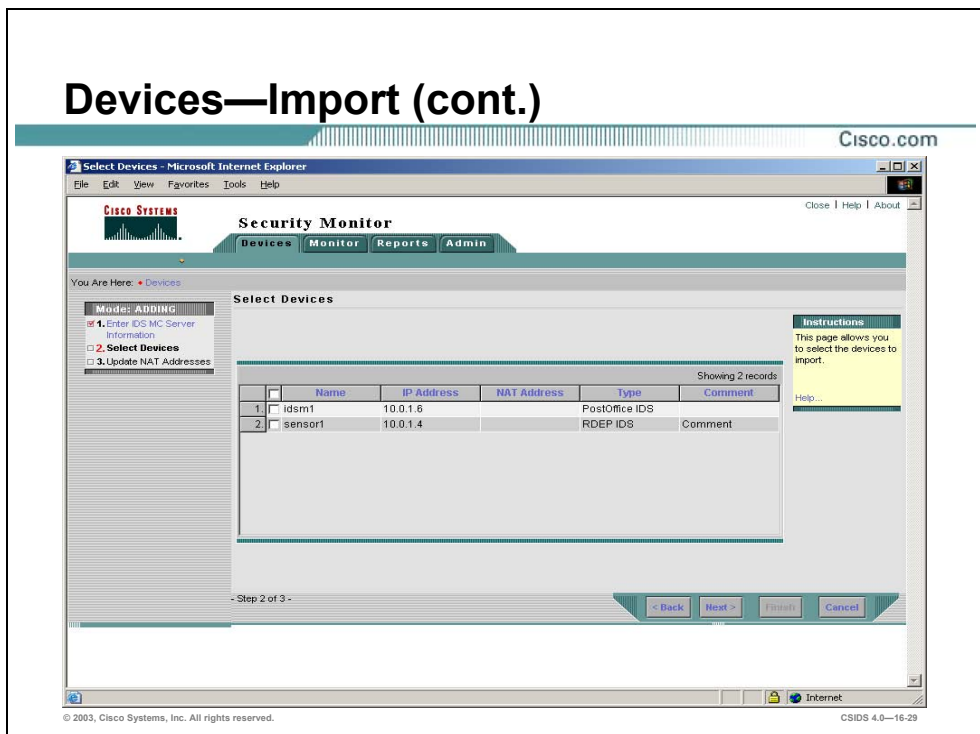 Devices—Import (cont.)
Cisco.com
Select Devices - Microsoft Internet Explorer
File Edit View Favorites Tools Help
CISCO SYSTEMS
Close | Help | About
Security Monitor
Devices Monitor Reports Admin
You Are Here: • Devices
Mode: ADDING
1. Enter IDS MC Server Information
2. Select Devices
3. Update NAT Addresses
Select Devices
Instructions
This page allows you
to select the devices to
import.
Help...
Showing 2 records
Name IP Address NAT Address Type Comment
1. idsm1 10.0.1.6 PostOffice IDS
2. sensor1 10.0.1.4 RDEP IDS Comment
- Step 2 of 3 -
< Back Next > Finish Cancel
Internet
© 2003, Cisco Systems, Inc. All rights reserved.
CSIDS 4.0—16-29